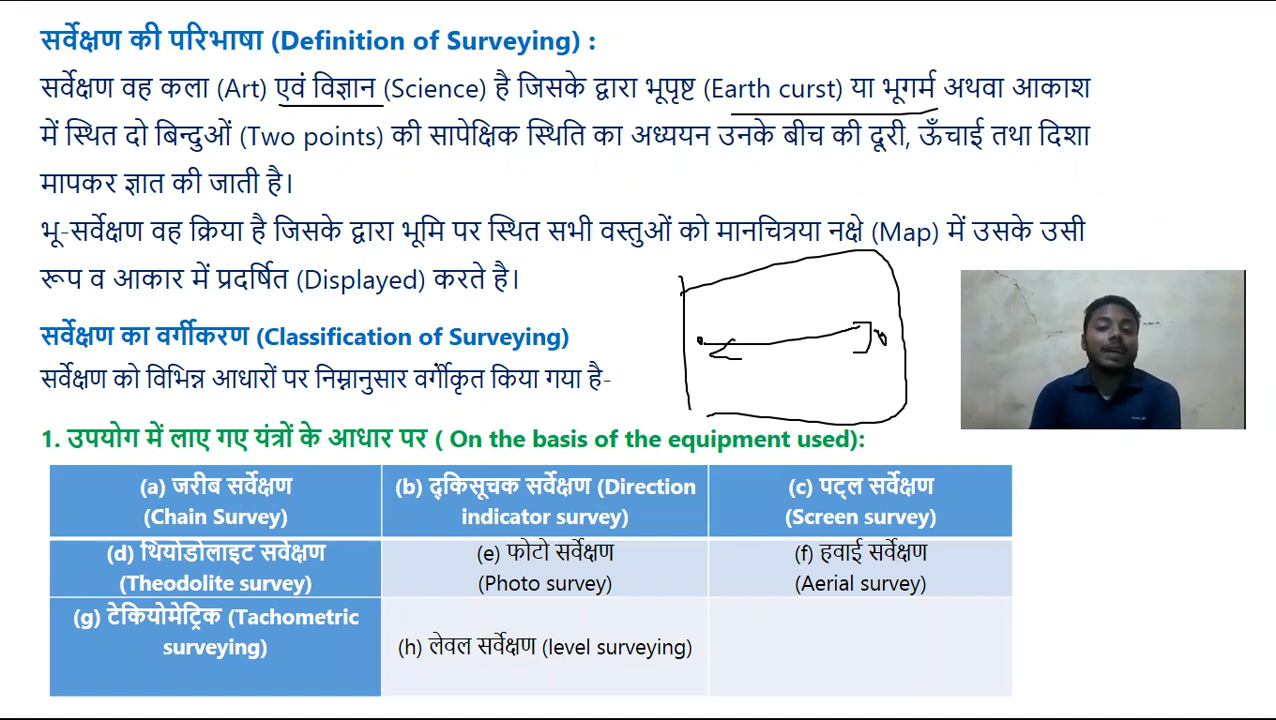 सर्वेक्षण की परिभाषा (Definition of Surveying) :
सर्वेक्षण वह कला (Art) एवं विज्ञान (Science) है जिसके द्वारा भूपृष्ट (Earth curst) या भूगर्म अथवा आकाश
में स्थित दो बिन्दुओं (Two points) की सापेक्षिक स्थिति का अध्ययन उनके बीच की दूरी, ऊँचाई तथा दिशा
मापकर ज्ञात की जाती है।
भू-सर्वेक्षण वह क्रिया है जिसके द्वारा भूमि पर स्थित सभी वस्तुओं को मानचित्रया नक्षे (Map) में उसके उसी
रूप व आकार में प्रदर्षित (Displayed) करते है।
सर्वेक्षण का वर्गीकरण (Classification of Surveying)
सर्वेक्षण को विभिन्न आधारों पर निम्नानुसार वर्गीकृत किया गया है-
1. उपयोग में लाए गए यंत्रों के आधार पर ( On the basis of the equipment used):
(a) जरीब सर्वेक्षण
(Chain Survey)
(b) द्किसूचक सर्वेक्षण (Direction
indicator survey)
(c) पट्ल सर्वेक्षण
(Screen survey)
(d) थियोडोलाइट सर्वेक्षण
(Theodolite survey)
(e) फोटो सर्वेक्षण
(Photo survey)
(f) हवाई सर्वेक्षण
(Aerial survey)
(g) टेकियोमेट्रिक (Tachometric
surveying)
(h) लेवल सर्वेक्षण (level surveying)